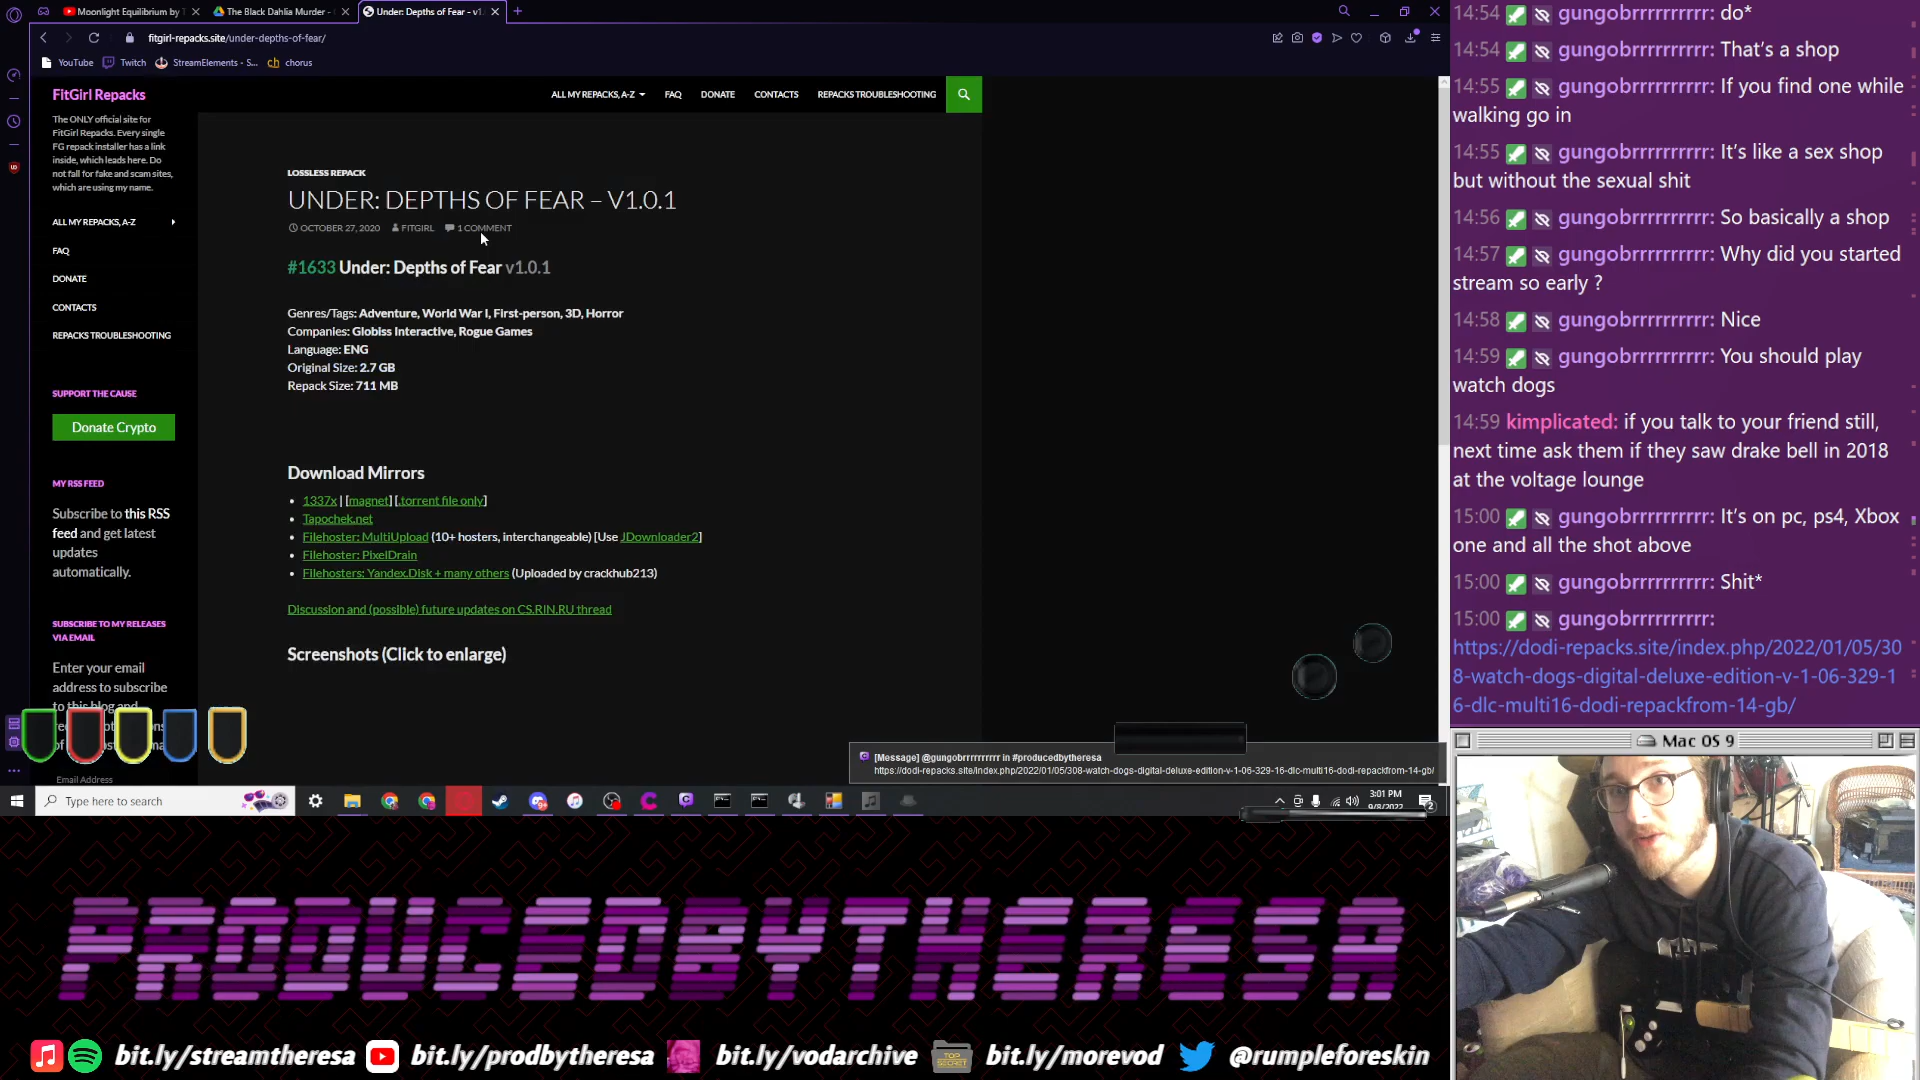 Moonlight Equilibrium by T
The Black Dahlia Murder -
Under: Depths of Fear – v1.
fitgirl-repacks.site/under-depths-of-fear/
YouTube
Twitch
StreamElements - S...
chorus
FitGirl Repacks
ALL MY REPACKS, A-Z
FAQ
DONATE
CONTACTS
REPACKS TROUBLESHOOTING
The ONLY official site for
FitGirl Repacks. Every single
FG repack installer has a link
inside, which leads here. Do
not fall for fake and scam sites,
which are using my name.
ALL MY REPACKS, A-Z
FAQ
DONATE
CONTACTS
REPACKS TROUBLESHOOTING
SUPPORT THE CAUSE
Donate Crypto
MY RSS FEED
Subscribe to this RSS
feed and get latest
updates
automatically.
SUBSCRIBE TO MY RELEASES
VIA EMAIL
Enter your email
address to subscribe
to this blog and
Email Address
LOSSLESS REPACK
UNDER: DEPTHS OF FEAR – V1.0.1
OCTOBER 27, 2020 FITGIRL 1 COMMENT
#1633 Under: Depths of Fear v1.0.1
Genres/Tags: Adventure, World War I, First-person, 3D, Horror
Companies: Globiss Interactive, Rogue Games
Language: ENG
Original Size: 2.7 GB
Repack Size: 711 MB
Download Mirrors
1337x | [magnet] [.torrent file only]
Tapochek.net
Filehoster: MultiUpload (10+ hosters, interchangeable) [Use JDownloader2]
Filehoster: PixelDrain
Filehosters: Yandex.Disk + many others (Uploaded by crackhub213)
Discussion and (possible) future updates on CS.RIN.RU thread
Screenshots (Click to enlarge)
[Message] @gungobrrrrrrrrrr in #producedbytheresa
https://dodi-repacks.site/index.php/2022/01/05/308-watch-dogs-digital-deluxe-edition-v-1-06-329-16-dlc-multi16-dodi-repackfrom-14-gb/
Type here to search
3:01 PM
9/8/2022
2
14:54 gungobrrrrrrrrrr: do*
14:54 gungobrrrrrrrrrr: That's a shop
14:55 gungobrrrrrrrrrr: If you find one while
walking go in
14:55 gungobrrrrrrrrrr: It's like a sex shop
but without the sexual shit
14:56 gungobrrrrrrrrrr: So basically a shop
14:57 gungobrrrrrrrrrr: Why did you started
stream so early ?
14:58 gungobrrrrrrrrrr: Nice
14:59 gungobrrrrrrrrrr: You should play
watch dogs
14:59 kimplicated: if you talk to your friend still,
next time ask them if they saw drake bell in 2018
at the voltage lounge
15:00 gungobrrrrrrrrrr: It's on pc, ps4, Xbox
one and all the shot above
15:00 gungobrrrrrrrrrr: Shit*
15:00 gungobrrrrrrrrrr:
https://dodi-repacks.site/index.php/2022/01/05/30
8-watch-dogs-digital-deluxe-edition-v-1-06-329-1
6-dlc-multi16-dodi-repackfrom-14-gb/
Mac OS 9
PRODUCEDBYTHERESA
bit.ly/streamtheresa
bit.ly/prodbytheresa
bit.ly/vodarchive
TOP SECRET
bit.ly/morevod
@rumpleforeskin